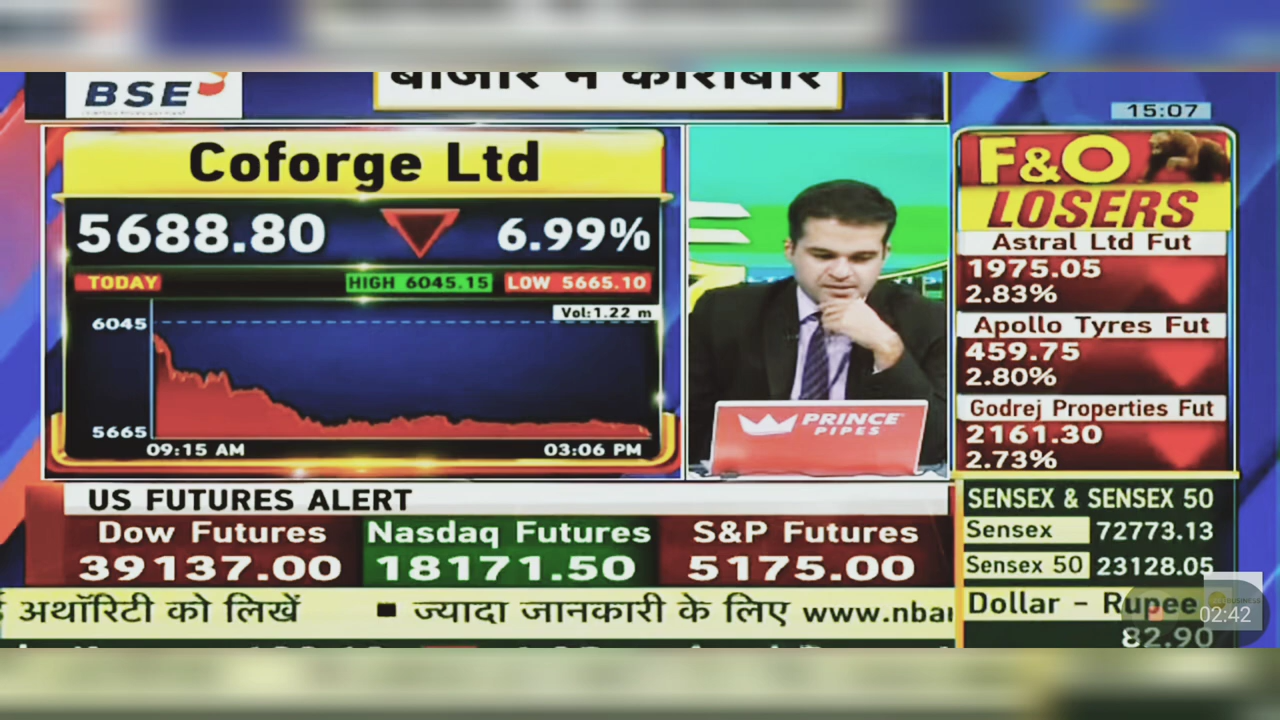 BSE
बाजार में कारोबार
15:07
Coforge Ltd
5688.80 6.99%
TODAY HIGH 6045.15 LOW 5665.10
Vol:1.22 m
6045
5665
09:15 AM 03:06 PM
PRINCE
PIPES
F&O
LOSERS
Astral Ltd Fut
1975.05
2.83%
Apollo Tyres Fut
459.75
2.80%
Godrej Properties Fut
2161.30
2.73%
US FUTURES ALERT
Dow Futures Nasdaq Futures S&P Futures
39137.00 18171.50 5175.00
SENSEX & SENSEX 50
Sensex 72773.13
Sensex 50 23128.05
Dollar - Rupee
82.90
02:42
अथॉरिटी को लिखें ■ ज्यादा जानकारी के लिए www.nba